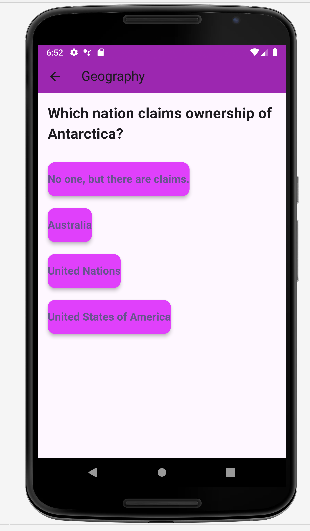 6:52
Geography
Which nation claims ownership of
Antarctica?
No one, but there are claims.
Australia
United Nations
United States of America